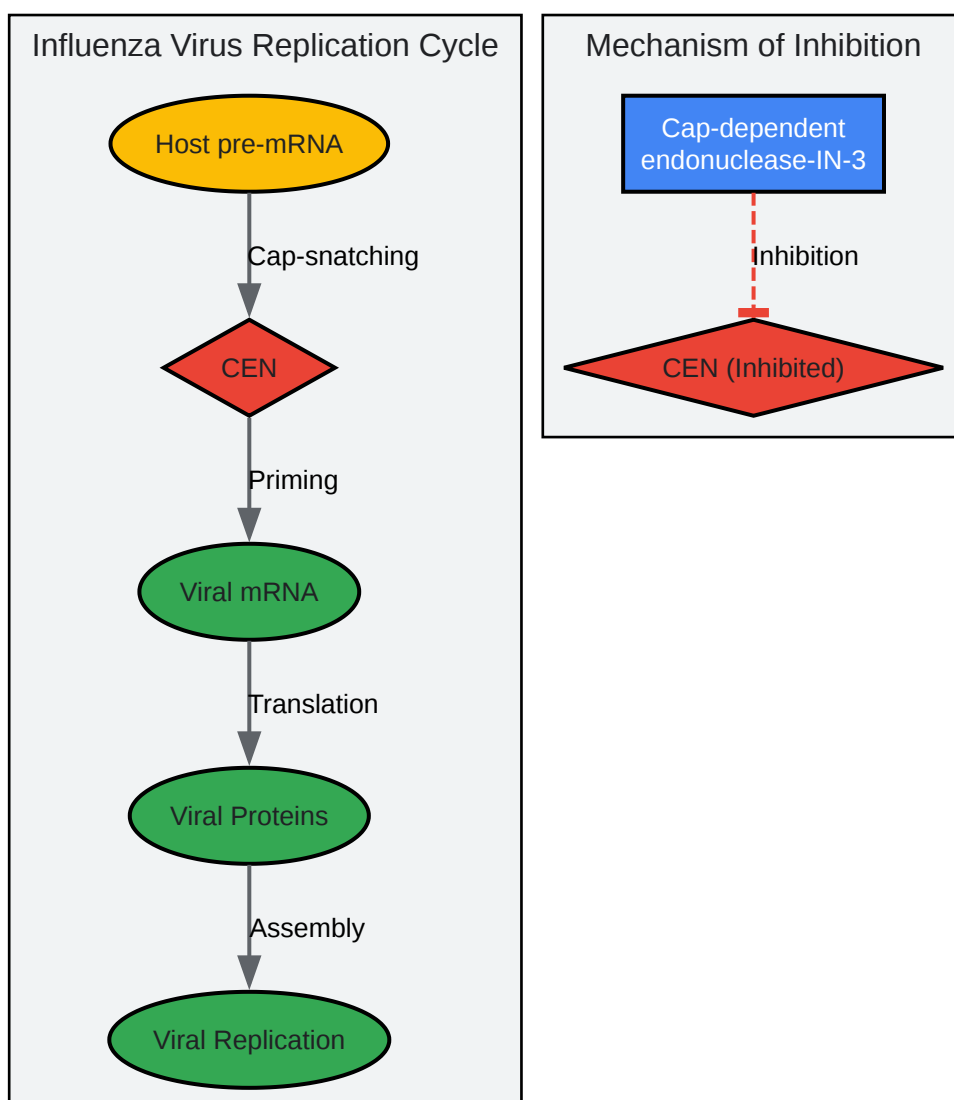 Influenza Virus Replication Cycle
Host pre-mRNA
Cap-snatching
CEN
Priming
Viral mRNA
Translation
Viral Proteins
Assembly
Viral Replication
Mechanism of Inhibition
Cap-dependent
endonuclease-IN-3
Inhibition
CEN (Inhibited)